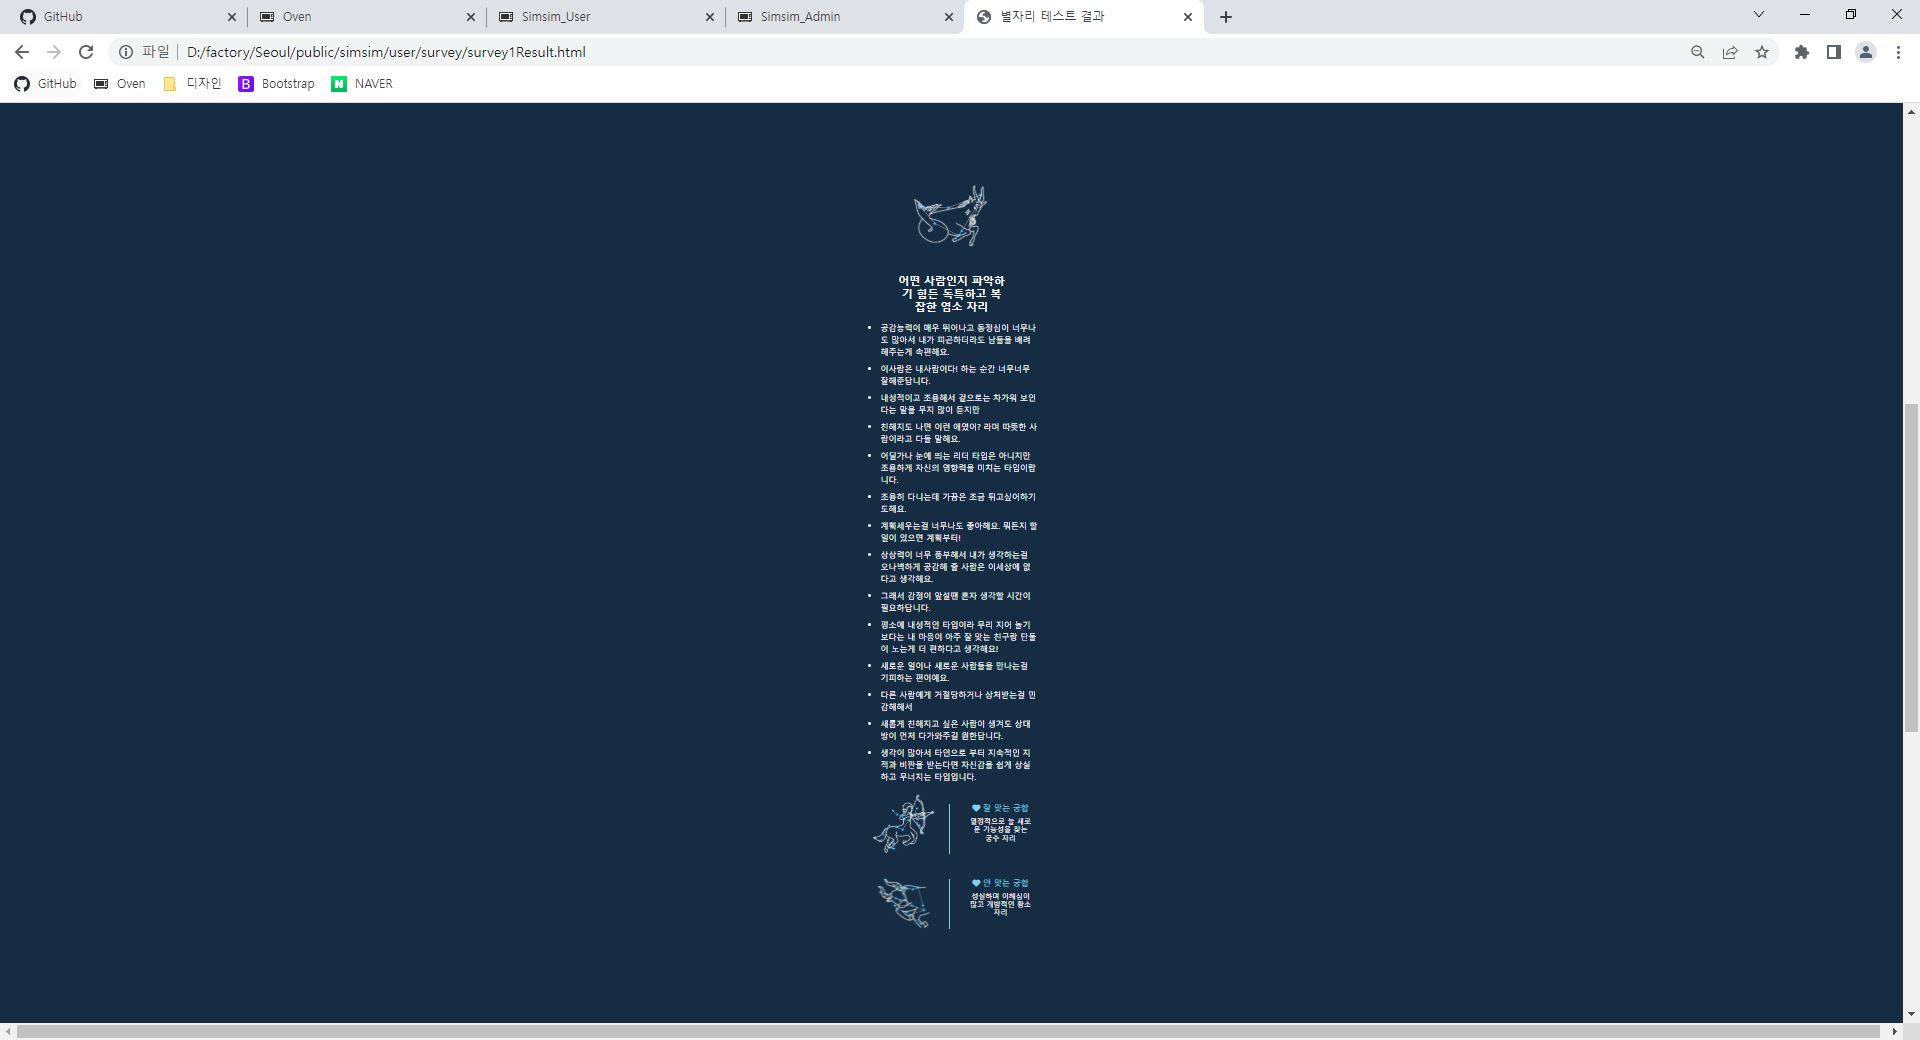 GitHub
Oven
Simsim_User
Simsim_Admin
별자리 테스트 결과
파일
D:/factory/Seoul/public/simsim/user/survey/survey1Result.html
GitHub
Oven
디자인
B
Bootstrap
N
NAVER
어떤 사람인지 파악하
기 힘든 독특하고 복
잡한 염소 자리
• 공감능력이 매우 뛰어나고 동정심이 너무나
도 많아서 내가 피곤하더라도 남들을 배려
해주는게 속편해요.
• 이사람은 내사람이다! 하는 순간 너무너무
잘해준답니다.
• 내성적이고 조용해서 겉으로는 차가워 보인
다는 말을 무지 많이 듣지만
• 친해지도 나면 이런 애였어? 라며 따뜻한 사
람이라고 다들 말해요.
• 어딜가나 눈에 띄는 리더 타입은 아니지만
조용하게 자신의 영향력을 미치는 타입이랍
니다.
• 조용히 다니는데 가끔은 조금 튀고싶어하기
도해요.
• 계획세우는걸 너무나도 좋아해요. 뭐든지 할
일이 있으면 계획부터!
• 상상력이 너무 풍부해서 내가 생각하는걸
오나벽하게 공감해 줄 사람은 이세상에 없
다고 생각해요.
• 그래서 감정이 앞설땐 혼자 생각할 시간이
필요하답니다.
• 평소에 내성적인 타입이라 무리 지어 놀기
보다는 내 마음이 아주 잘 맞는 친구랑 단둘
이 노는게 더 편하다고 생각해요!
• 새로운 일이나 새로운 사람들을 만나는걸
기피하는 편이에요.
• 다른 사람에게 거절당하거나 상처받는걸 민
감해해서
• 새롭게 친해지고 싶은 사람이 생겨도 상대
방이 먼저 다가와주길 원한답니다.
• 생각이 많아서 타인으로 부터 지속적인 지
적과 비판을 받는다면 자신감을 쉽게 상실
하고 무너지는 타입입니다.
잘 맞는 궁합
열정적으로 늘 새로
운 가능성을 찾는
궁수 자리
안 맞는 궁합
성실하며 이해심이
많고 개방적인 황소
자리